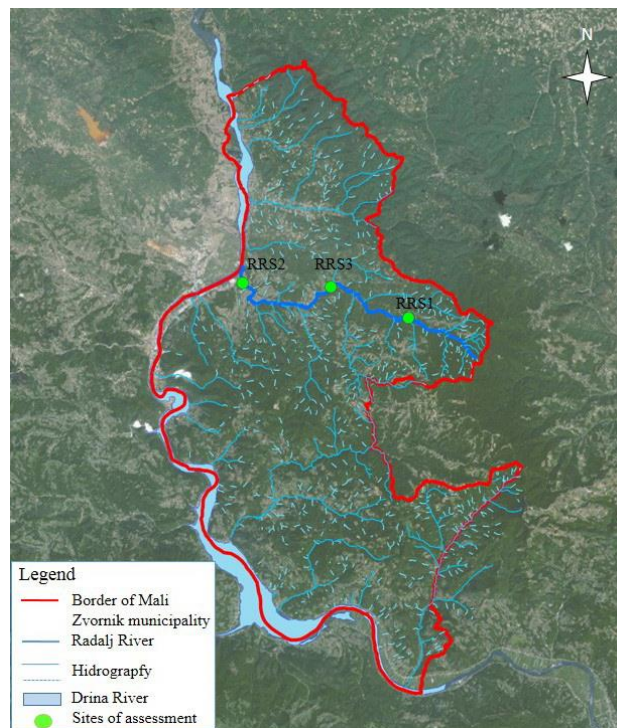 N
RRS2
RRS3
RRS1
Legend
Border of Mali
Zvornik municipality
Radalj River
Hidrograpfy
Drina River
Sites of assessment